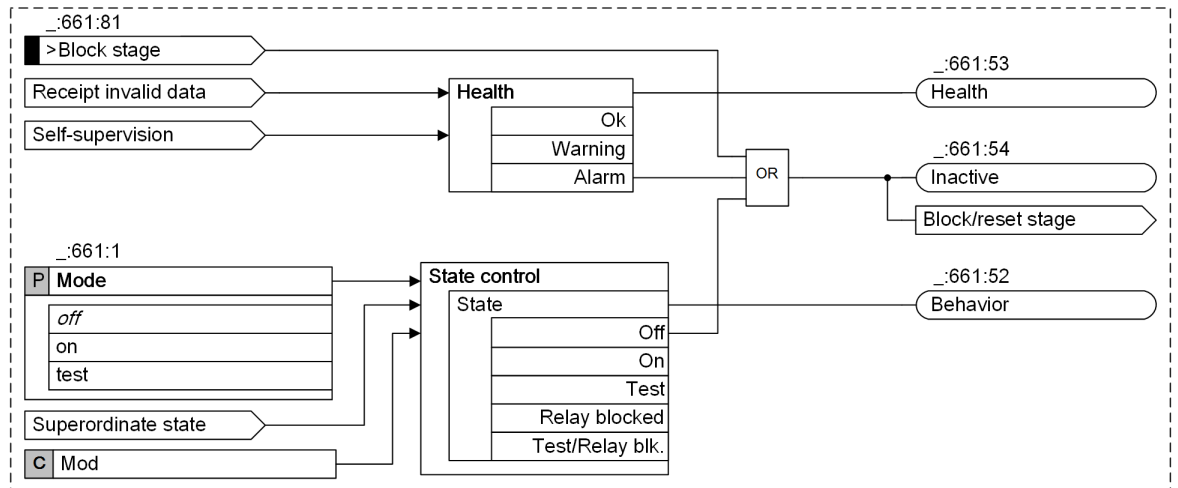 _:661:81
>Block stage
Receipt invalid data
Self-supervision
Health
Ok
Warning
Alarm
OR
_:661:53
Health
_:661:54
Inactive
Block/reset stage
_:661:1
P Mode
off
on
test
Superordinate state
C Mod
State control
State
Off
On
Test
Relay blocked
Test/Relay blk.
_:661:52
Behavior